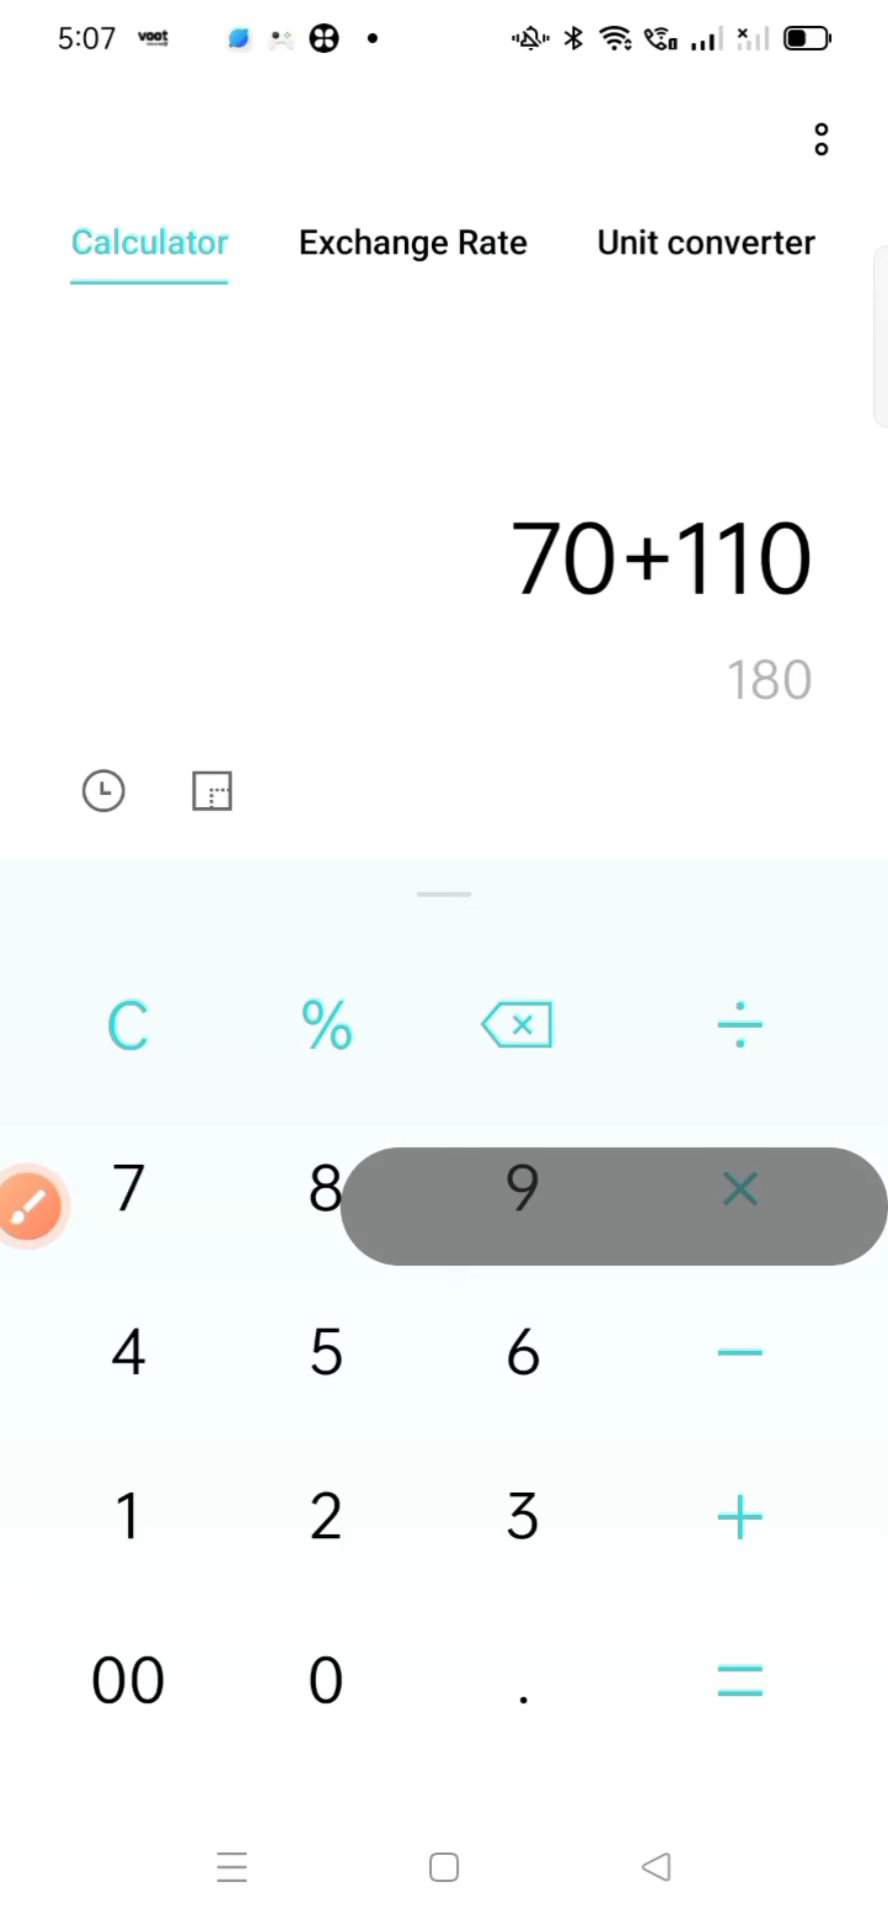 5:07 voot
Calculator Exchange Rate Unit converter
70+110
180
C % ÷
7 8 9 ×
4 5 6 −
1 2 3 +
00 0 . =